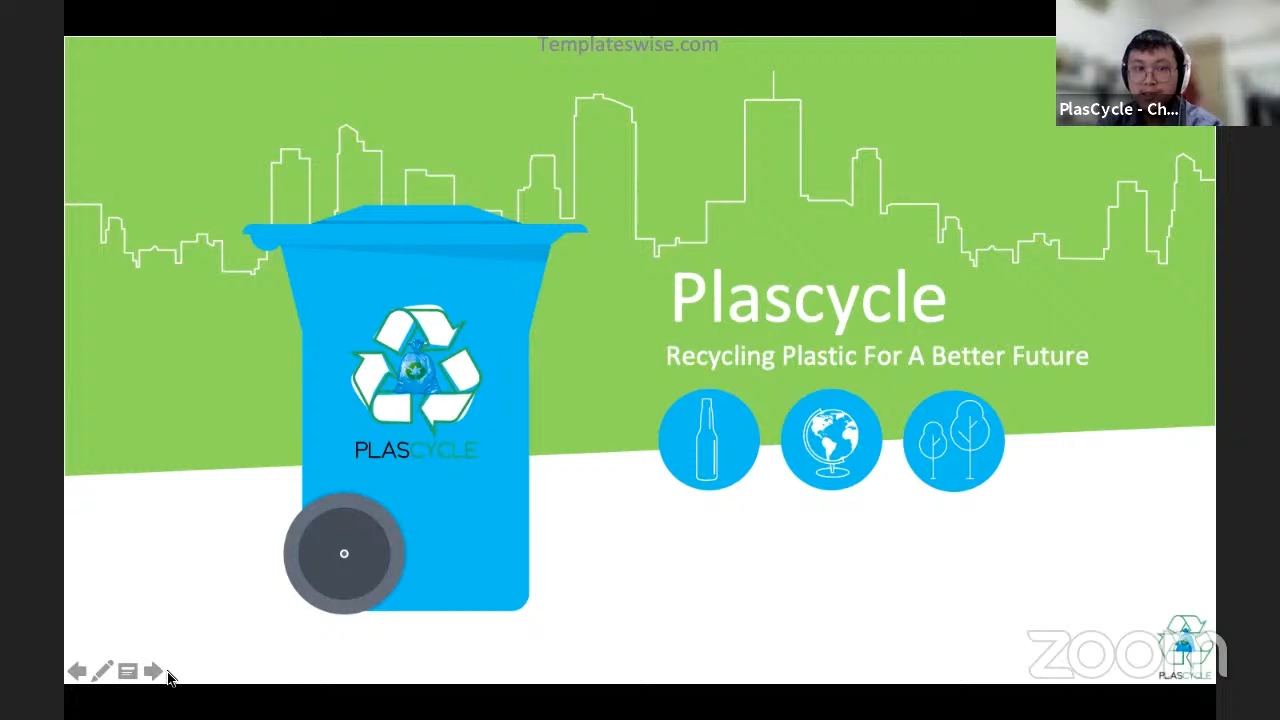 Templateswise.com
PlasCycle - Ch...
Plascycle
Recycling Plastic For A Better Future
PLASCYCLE
zoom
PLASCYCLE